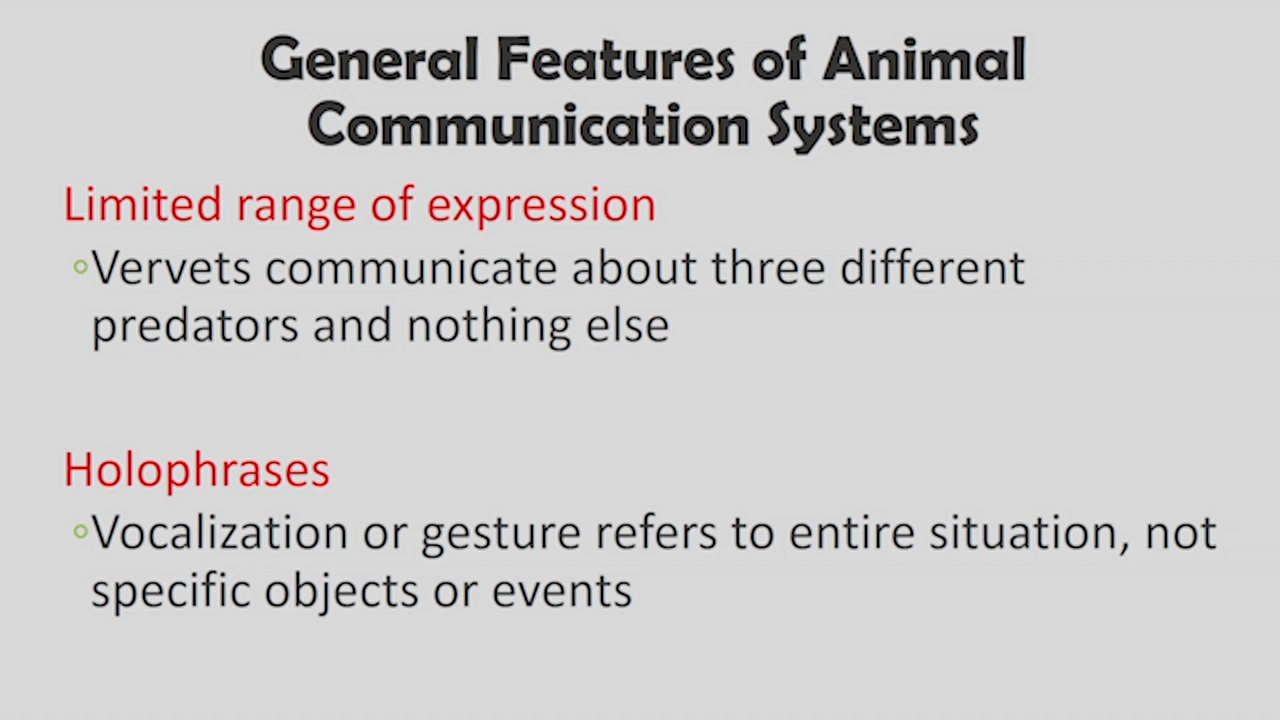 General Features of Animal
Communication Systems
Limited range of expression
◦Vervets communicate about three different
predators and nothing else
Holophrases
◦Vocalization or gesture refers to entire situation, not
specific objects or events